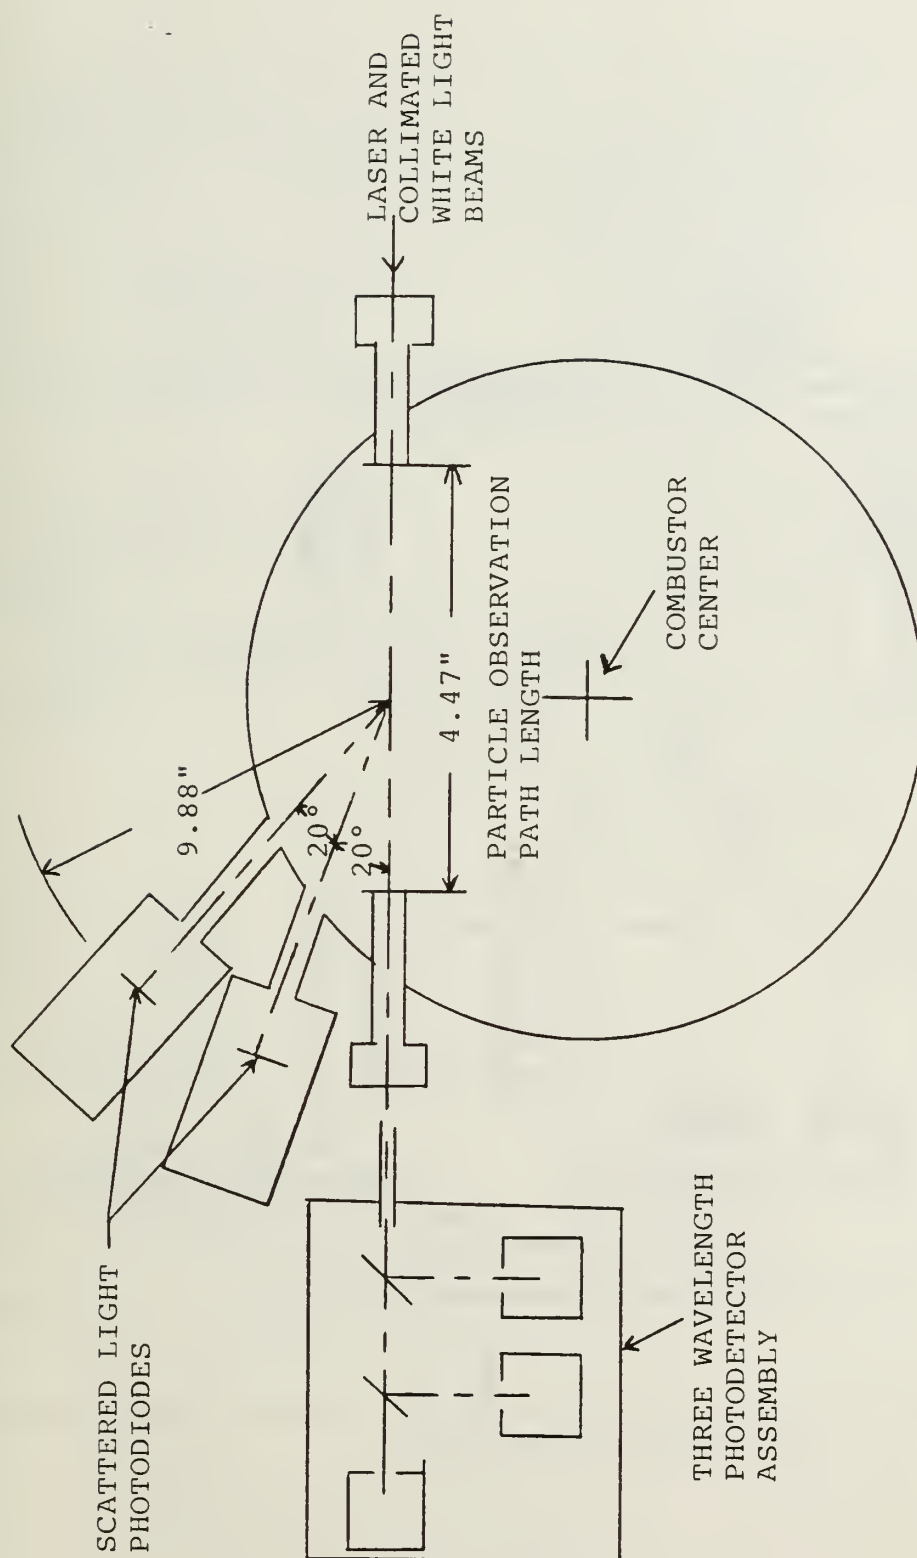 SCATTERED LIGHT
PHOTODIODES
9.88"
20°
20°
LASER AND
COLLIMATED
WHITE LIGHT
BEAMS
4.47"
PARTICLE OBSERVATION
PATH LENGTH
COMBUSTOR
CENTER
THREE WAVELENGTH
PHOTODETECTOR
ASSEMBLY